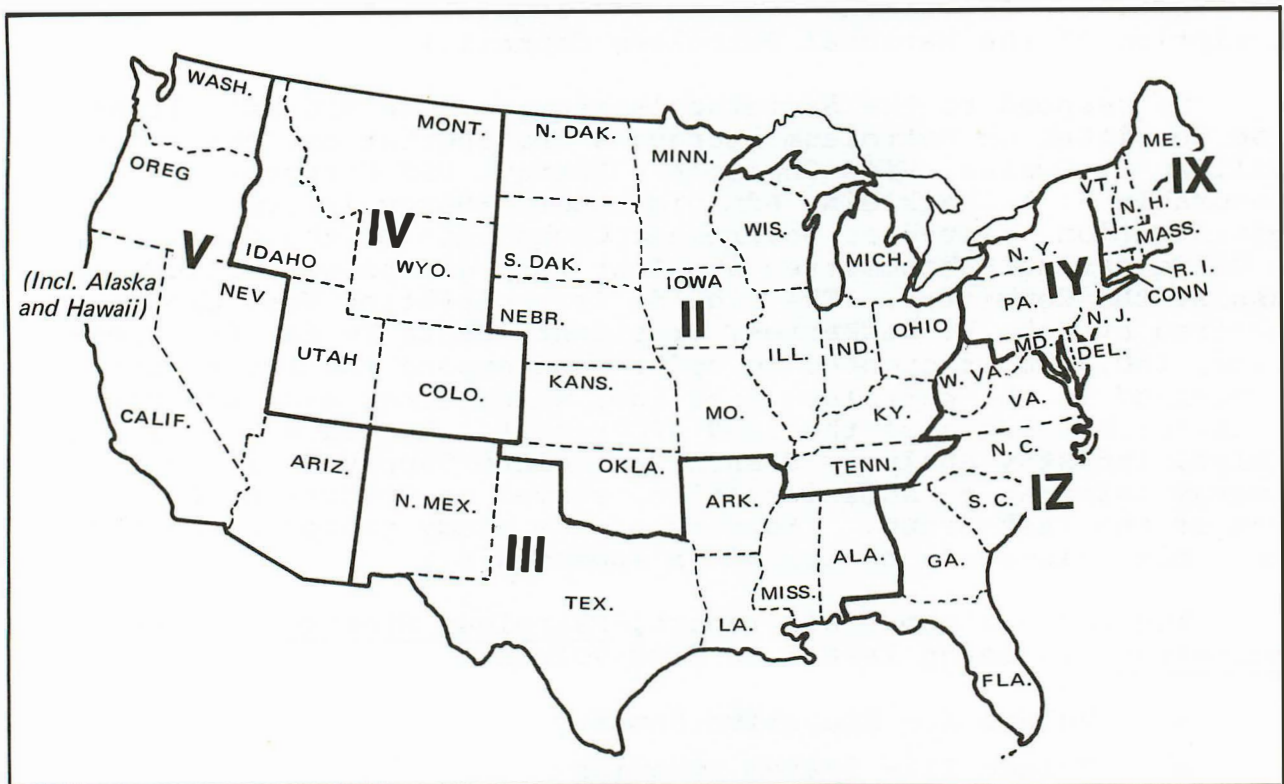 WASH.
MONT.
N. DAK.
MINN.
ME.
OREG
VT.
IX
N. H.
IV
WIS.
MASS.
V
IDAHO
WYO.
S. DAK.
MICH.
N. Y.
IY
R. I.
(Incl. Alaska
and Hawaii)
NEV
IOWA
CONN
NEBR.
II
PA.
N. J.
OHIO
UTAH
ILL.
IND.
MD.
DEL.
COLO.
KANS.
W. VA.
VA.
CALIF.
MO.
KY.
N. C.
ARIZ.
OKLA.
TENN.
N. MEX.
ARK.
S. C.
IZ
III
ALA.
GA.
TEX.
MISS.
LA.
FLA.